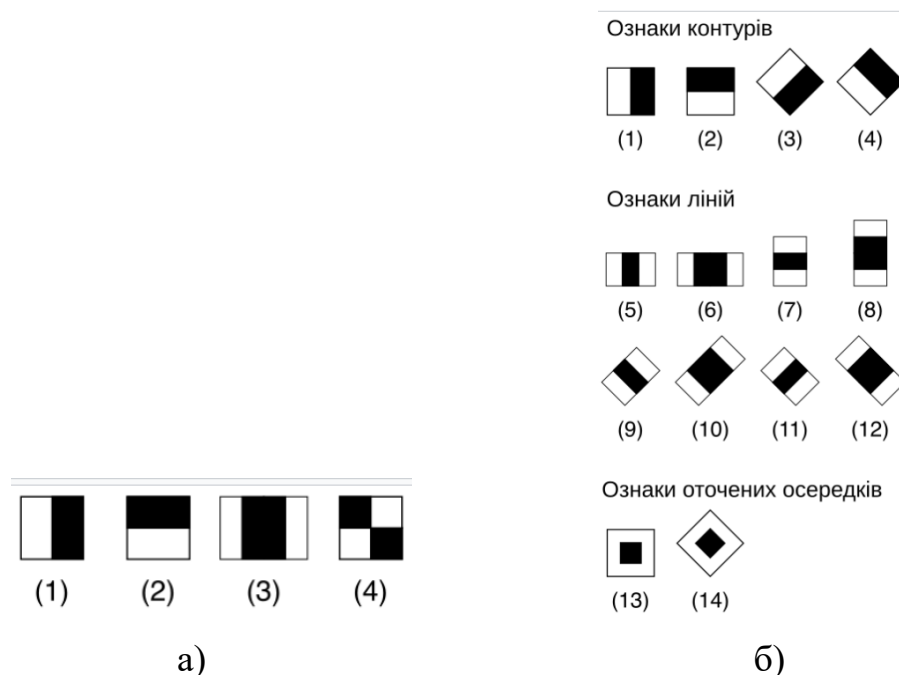 Ознаки контурів
(1) (2) (3) (4)
Ознаки ліній
(5) (6) (7) (8)
(9) (10) (11) (12)
Ознаки оточених осередків
(13) (14)
(1) (2) (3) (4)
а) б)